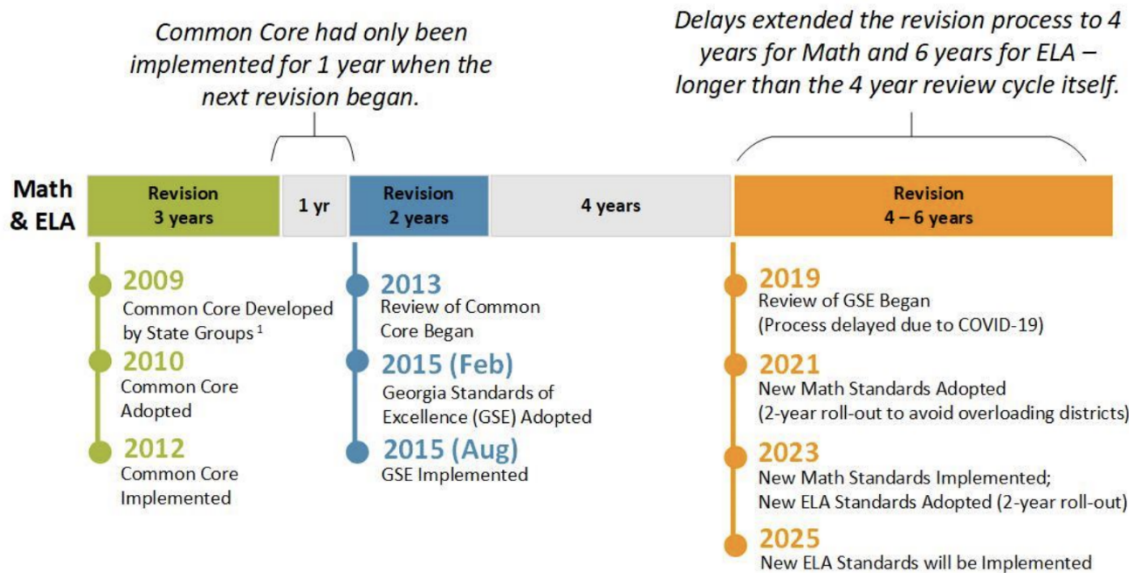 Common Core had only been
implemented for 1 year when the
next revision began.
Delays extended the revision process to 4
years for Math and 6 years for ELA –
longer than the 4 year review cycle itself.
Math
& ELA
Revision
3 years
1 yr
Revision
2 years
4 years
Revision
4 – 6 years
2009
Common Core Developed
by State Groups 1
2010
Common Core
Adopted
2012
Common Core
Implemented
2013
Review of Common
Core Began
2015 (Feb)
Georgia Standards of
Excellence (GSE) Adopted
2015 (Aug)
GSE Implemented
2019
Review of GSE Began
(Process delayed due to COVID-19)
2021
New Math Standards Adopted
(2-year roll-out to avoid overloading districts)
2023
New Math Standards Implemented;
New ELA Standards Adopted (2-year roll-out)
2025
New ELA Standards will be Implemented